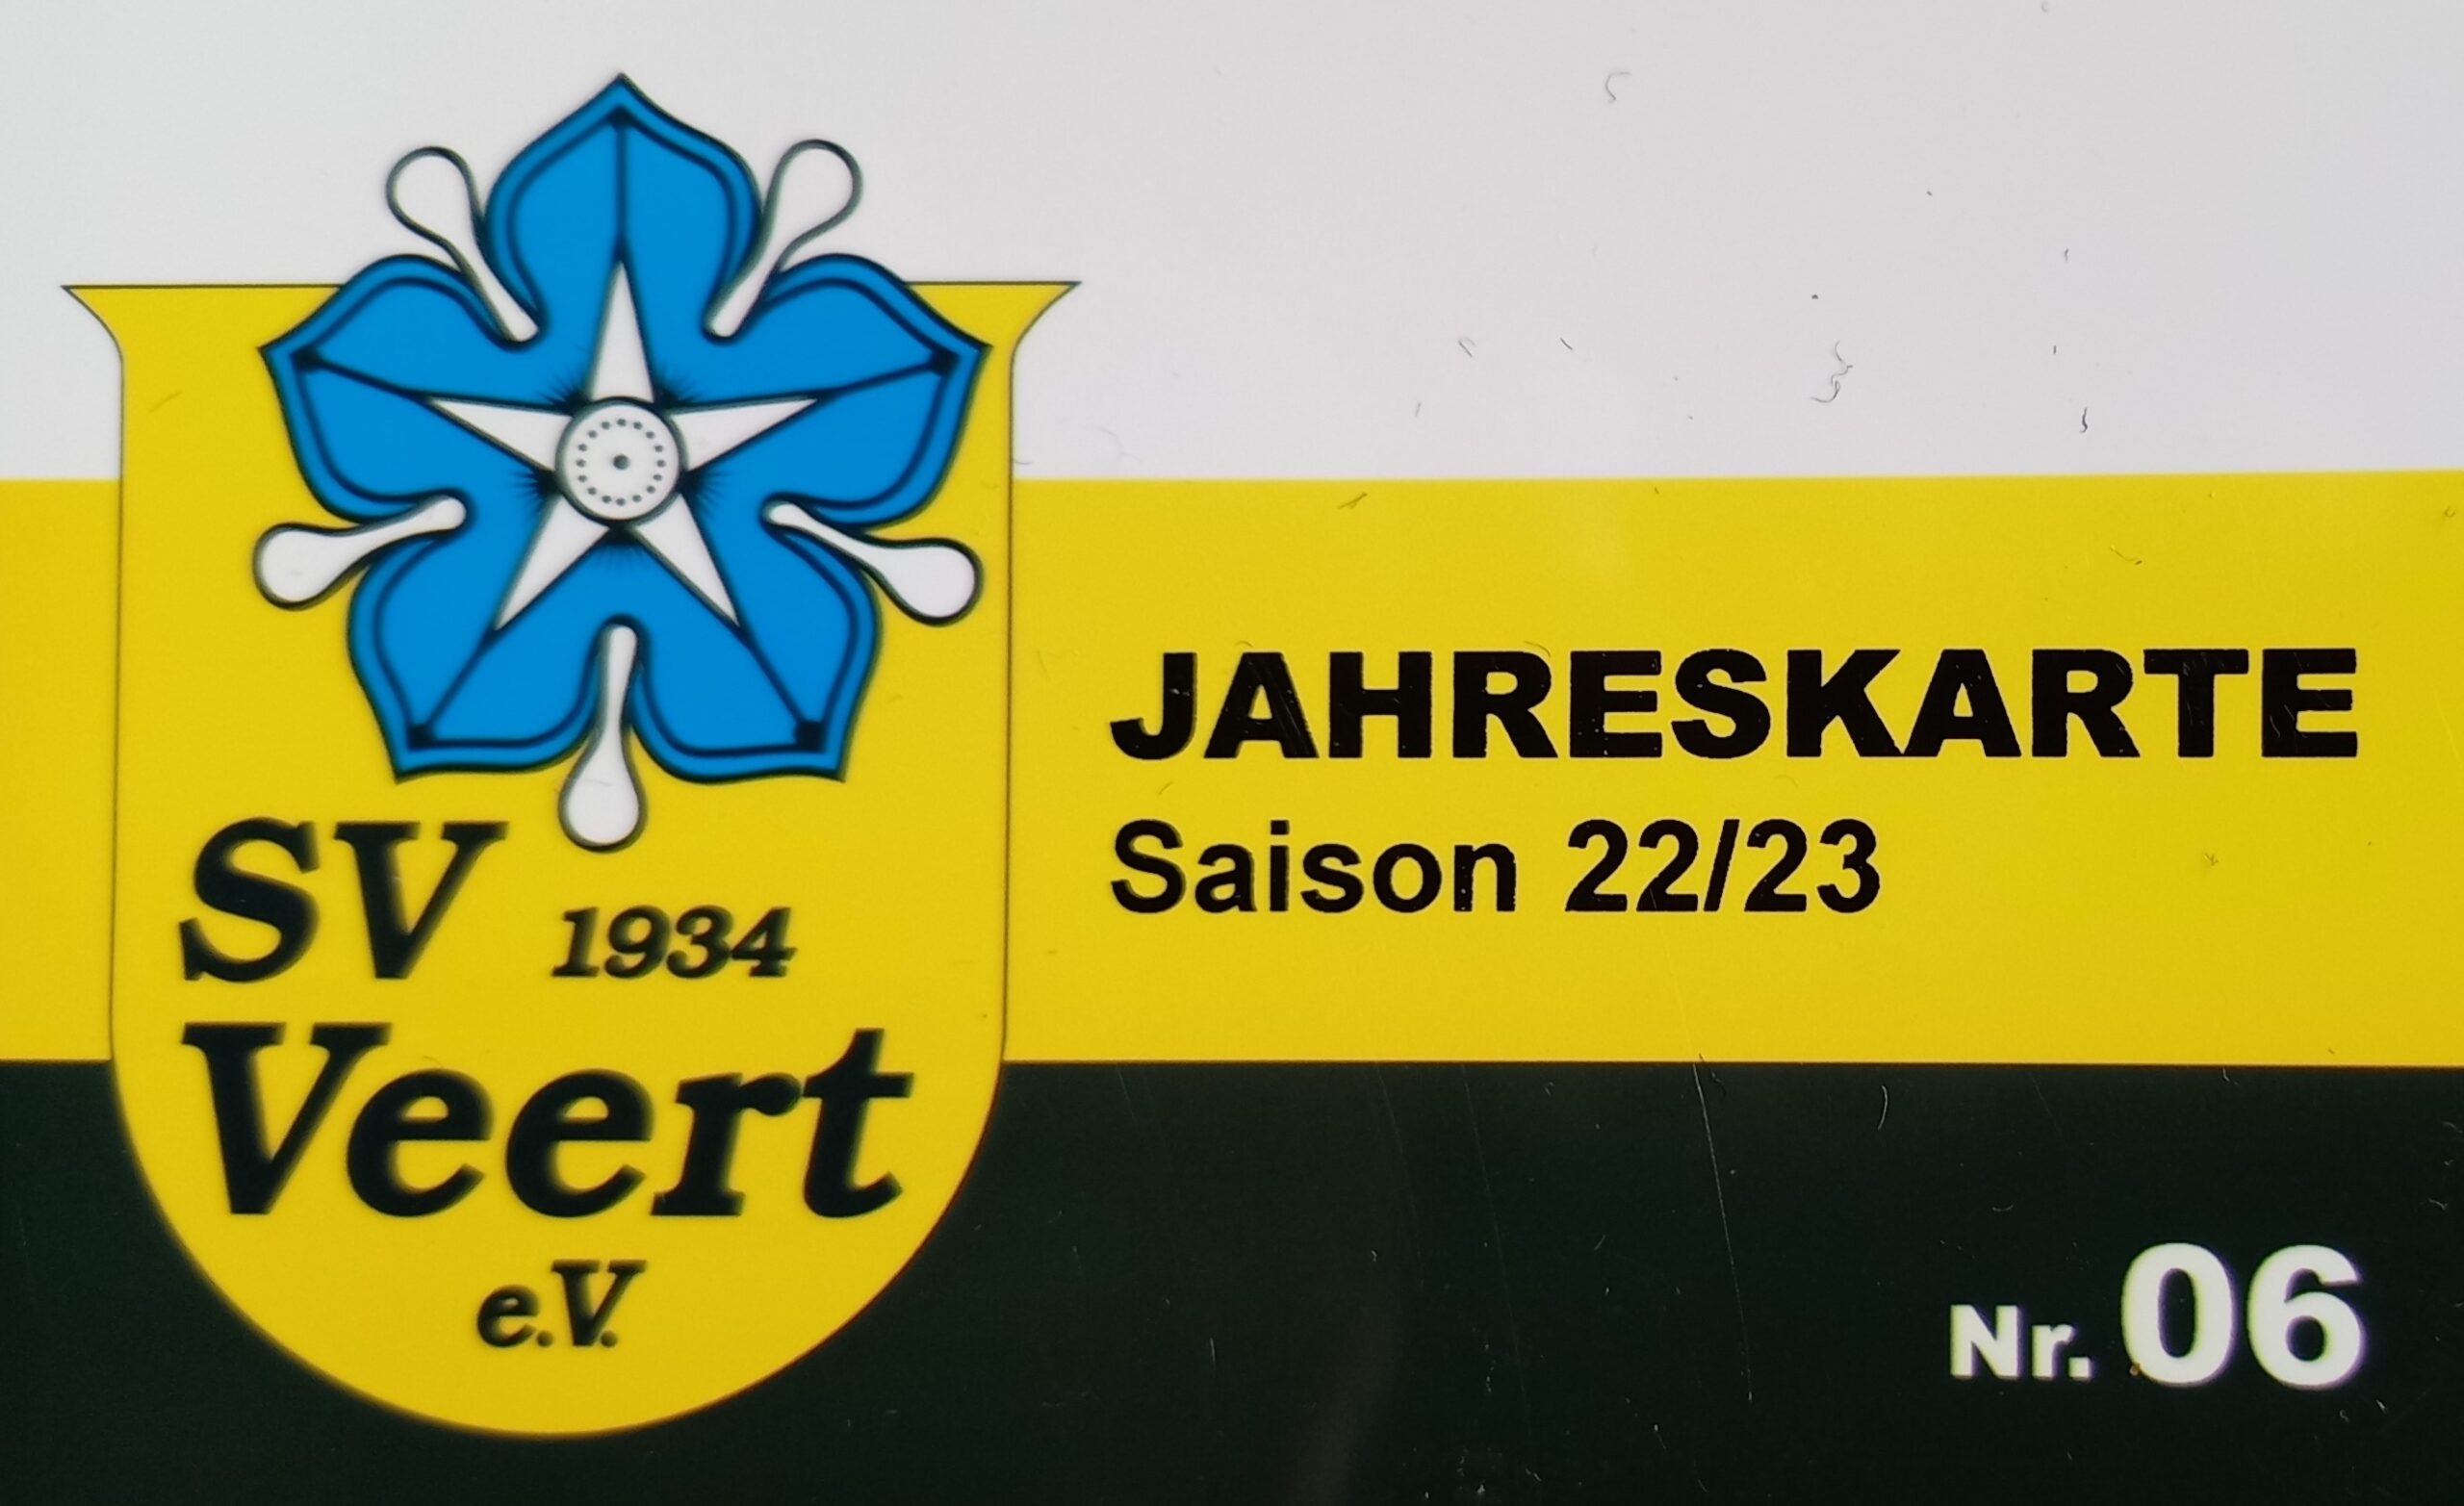 SV 1934
Veert
e.V.
JAHRESKARTE
Saison 22/23
Nr. 06